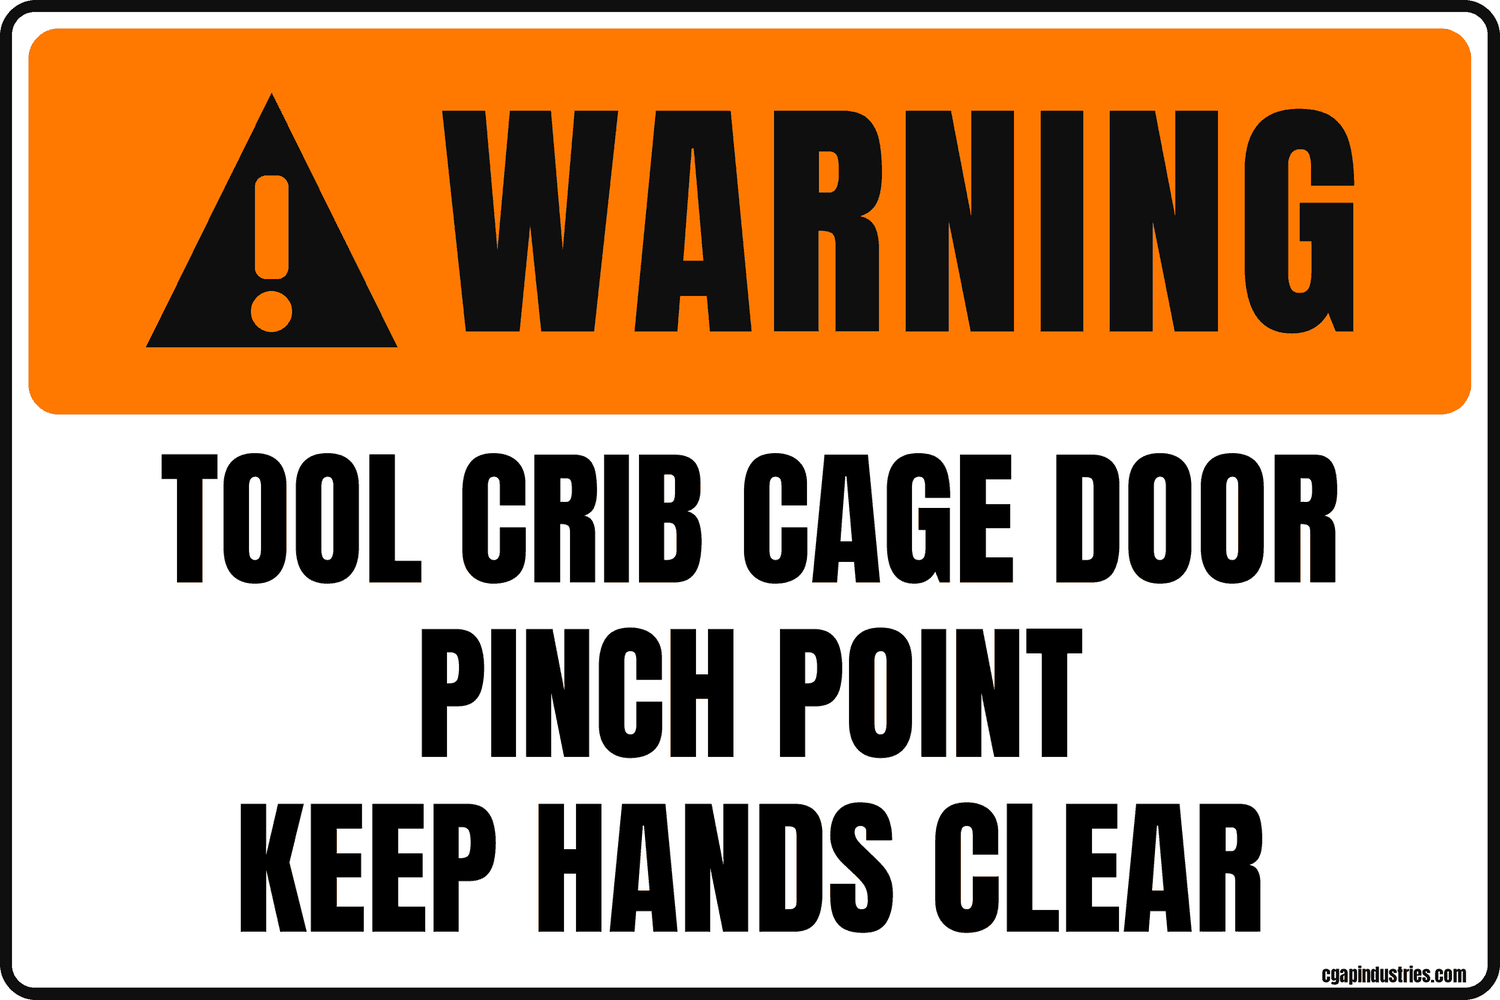 WARNING
TOOL CRIB CAGE DOOR
PINCH POINT
KEEP HANDS CLEAR
cgapindustries.com